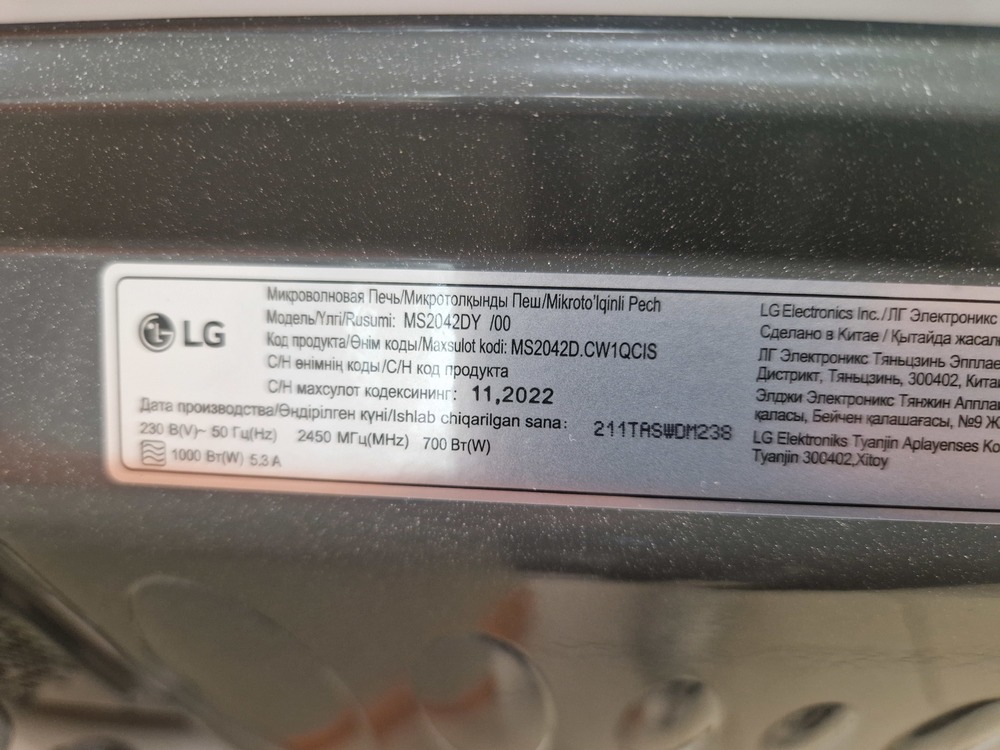 LG
Микроволновая Печь/Микротолқынды Пеш/Mikroto'lqinli Pech
Модель/Үлгі/Rusumi: MS2042DY /00
Код продукта/Өнім коды/Maxsulot kodi: MS2042D.CW1QCIS
С/Н өнімнің коды/С/Н код продукта
С/Н махсулот кодексининг: 11,2022
Дата производства/Өндірілген күні/Ishlab chiqarilgan sana: 211TASWDM238
230 В(V)~ 50 Гц(Hz) 2450 МГц(MHz) 700 Вт(W)
1000 Вт(W) 5.3 A
LG Electronics Inc./ЛГ Электроникс
Сделано в Китае / Қытайда жасал
ЛГ Электроникс Тяньцзинь Эпплае
Дистрикт, Тяньцзинь, 300402, Кита
Элджи Электроникс Тянжин Аппла
қаласы, Бейчен қалашағасы, №9 Ж
LG Elektroniks Tyanjin Aplayenses Ko
Tyanjin 300402,Xitoy